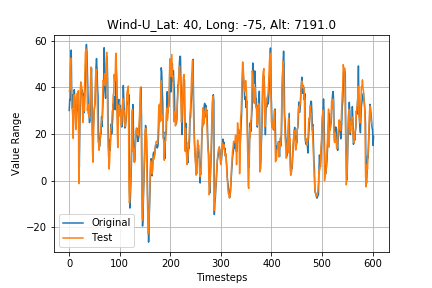 Wind-U_Lat: 40, Long: -75, Alt: 7191.0
60
40
20
0
−20
Value Range
Original
Test
0 100 200 300 400 500 600
Timesteps